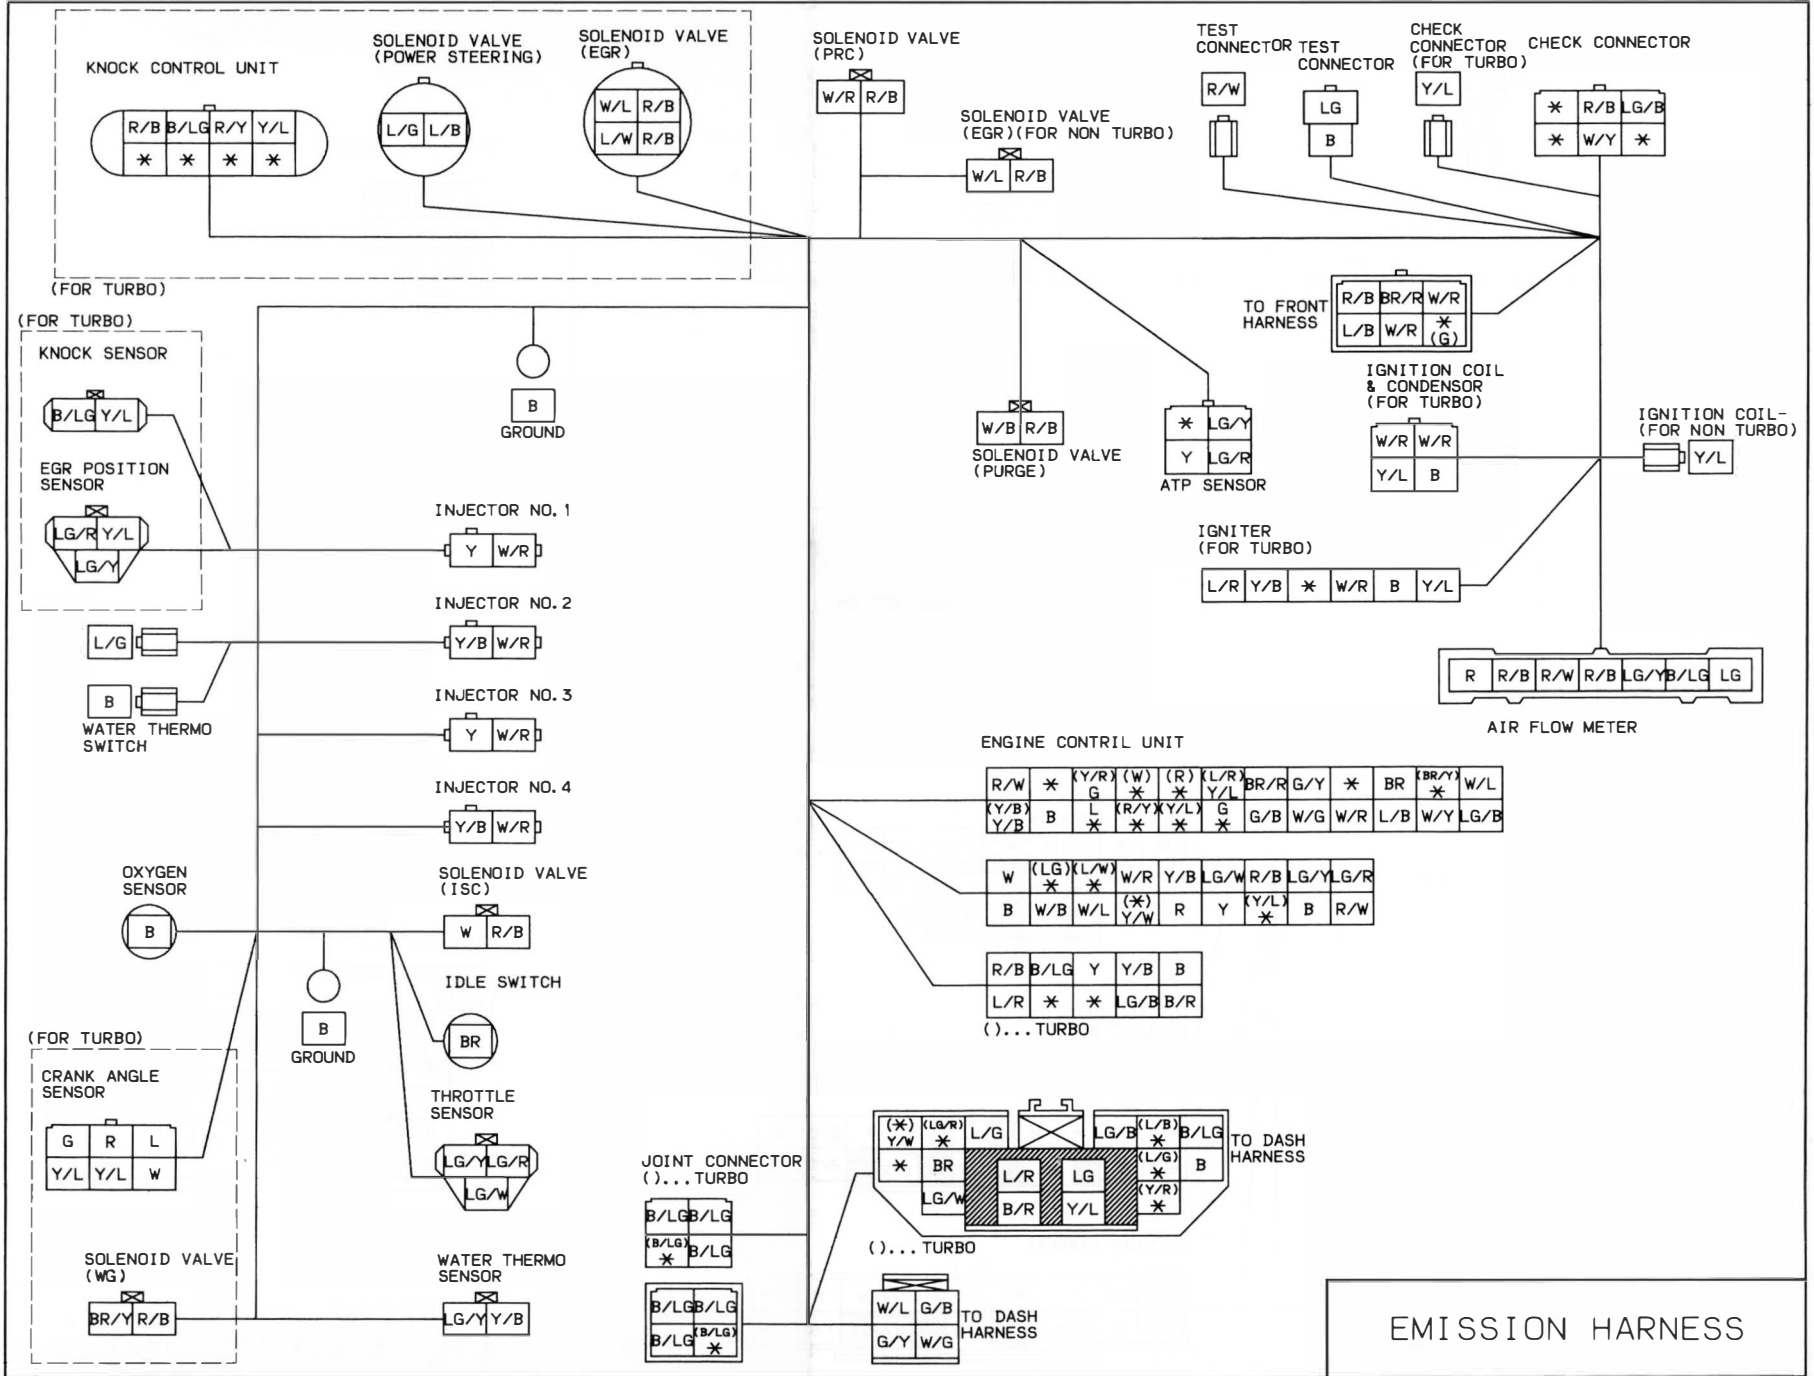 KNOCK CONTROL UNIT
R/B B/LG R/Y Y/L
* * * *
SOLENOID VALVE
(POWER STEERING)
L/G L/B
SOLENOID VALVE
(EGR)
W/L R/B
L/W R/B
(FOR TURBO)
SOLENOID VALVE
(PRC)
W/R R/B
SOLENOID VALVE
(EGR)(FOR NON TURBO)
W/L R/B
TEST
CONNECTOR
R/W
TEST
CONNECTOR
LG
B
CHECK
CONNECTOR
(FOR TURBO)
Y/L
CHECK CONNECTOR
* R/B LG/B
* W/Y *
(FOR TURBO)
KNOCK SENSOR
B/LG Y/L
EGR POSITION
SENSOR
LG/R Y/L
LG/Y
B
GROUND
W/B R/B
SOLENOID VALVE
(PURGE)
* LG/Y
Y LG/R
ATP SENSOR
TO FRONT
HARNESS
R/B BR/R W/R
L/B W/R *
(G)
IGNITION COIL
& CONDENSOR
(FOR TURBO)
W/R W/R
Y/L B
IGNITION COIL-
(FOR NON TURBO)
Y/L
IGNITER
(FOR TURBO)
L/R Y/B * W/R B Y/L
R R/B R/W R/B LG/Y B/LG LG
AIR FLOW METER
INJECTOR NO.1
Y W/R
INJECTOR NO.2
Y/B W/R
INJECTOR NO.3
Y W/R
INJECTOR NO.4
Y/B W/R
L/G
B
WATER THERMO
SWITCH
OXYGEN
SENSOR
B
SOLENOID VALVE
(ISC)
W R/B
B
GROUND
IDLE SWITCH
BR
THROTTLE
SENSOR
LG/Y LG/R
LG/W
(FOR TURBO)
CRANK ANGLE
SENSOR
G R L
Y/L Y/L W
SOLENOID VALVE
(WG)
BR/Y R/B
WATER THERMO
SENSOR
LG/Y Y/B
ENGINE CONTRIL UNIT
(Y/R) (W) (R) (L/R) (BR/Y)
R/W * G * * Y/L BR/R G/Y * BR * W/L
(Y/B) L (R/Y) (Y/L) G
Y/B B * * * * G/B W/G W/R L/B W/Y LG/B
(LG) (L/W)
W * * W/R Y/B LG/W R/B LG/Y LG/R
(*) (Y/L)
B W/B W/L Y/W R Y * B R/W
R/B B/LG Y Y/B B
L/R * * LG/B B/R
()...TURBO
JOINT CONNECTOR
()...TURBO
B/LG B/LG
(B/LG)
* B/LG
B/LG B/LG
B/LG (B/LG)
*
(*) (LG/R) (L/B)
Y/W * L/G LG/B * B/LG
(L/G)
* BR L/R LG * B
(Y/R)
LG/W B/R Y/L *
TO DASH
HARNESS
()...TURBO
W/L G/B
G/Y W/G
TO DASH
HARNESS
EMISSION HARNESS